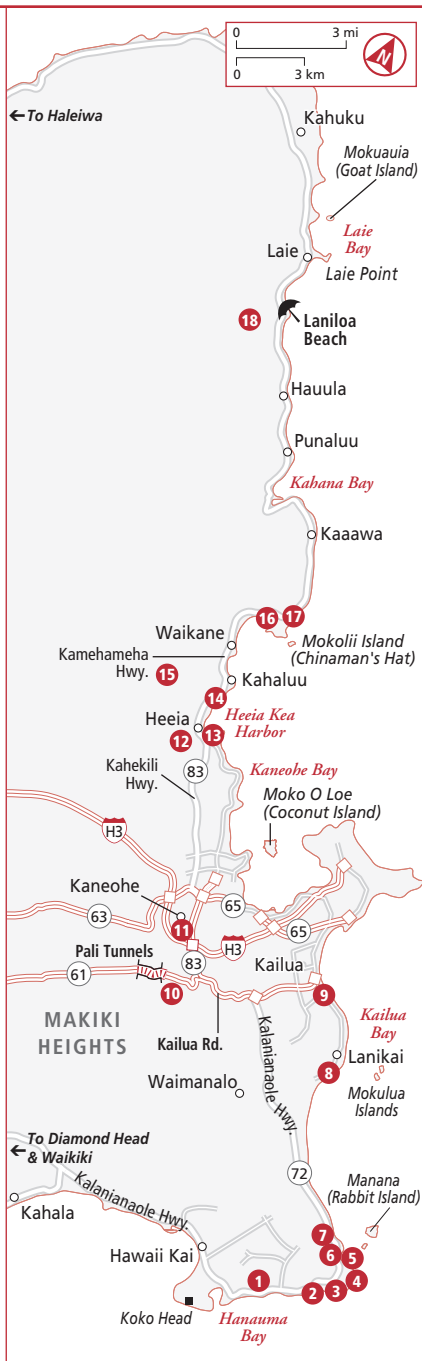 0 3 mi
0 3 km
N
← To Haleiwa
Kahuku
Mokuauia
(Goat Island)
Laie
Bay
Laie
Laie Point
18
Laniloa
Beach
Hauula
Punaluu
Kahana Bay
Kaaawa
16
17
Waikane
Mokolii Island
(Chinaman's Hat)
Kamehameha
Hwy.
15
Kahaluu
14
Heeia
Heeia Kea
Harbor
12
13
83
Kaneohe Bay
Kahekili
Hwy.
Moko O Loe
(Coconut Island)
H3
Kaneohe
65
63
11
65
Pali Tunnels
83
H3
Kailua
61
10
9
MAKIKI
HEIGHTS
Kailua Rd.
Kalanianaole Hwy.
Kailua
Bay
Lanikai
8
Waimanalo
Mokulua
Islands
To Diamond Head
← & Waikiki
72
Manana
(Rabbit Island)
Kahala
Kalanianaole Hwy.
7
Hawaii Kai
6
5
1
4
2
3
Koko Head
Hanauma
Bay